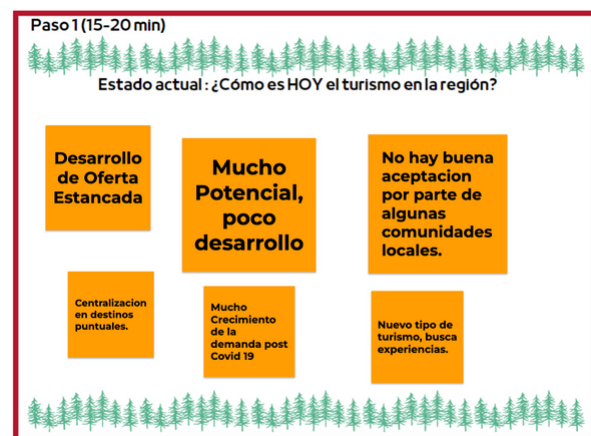 Paso 1 (15-20 min)
Estado actual : ¿Cómo es HOY el turismo en la región?
Desarrollo
de Oferta
Estancada
Mucho
Potencial,
poco
desarrollo
No hay buena
aceptacion
por parte de
algunas
comunidades
locales.
Centralizacion
en destinos
puntuales.
Mucho
Crecimiento
de la
demanda post
Covid 19
Nuevo tipo de
turismo, busca
experiencias.